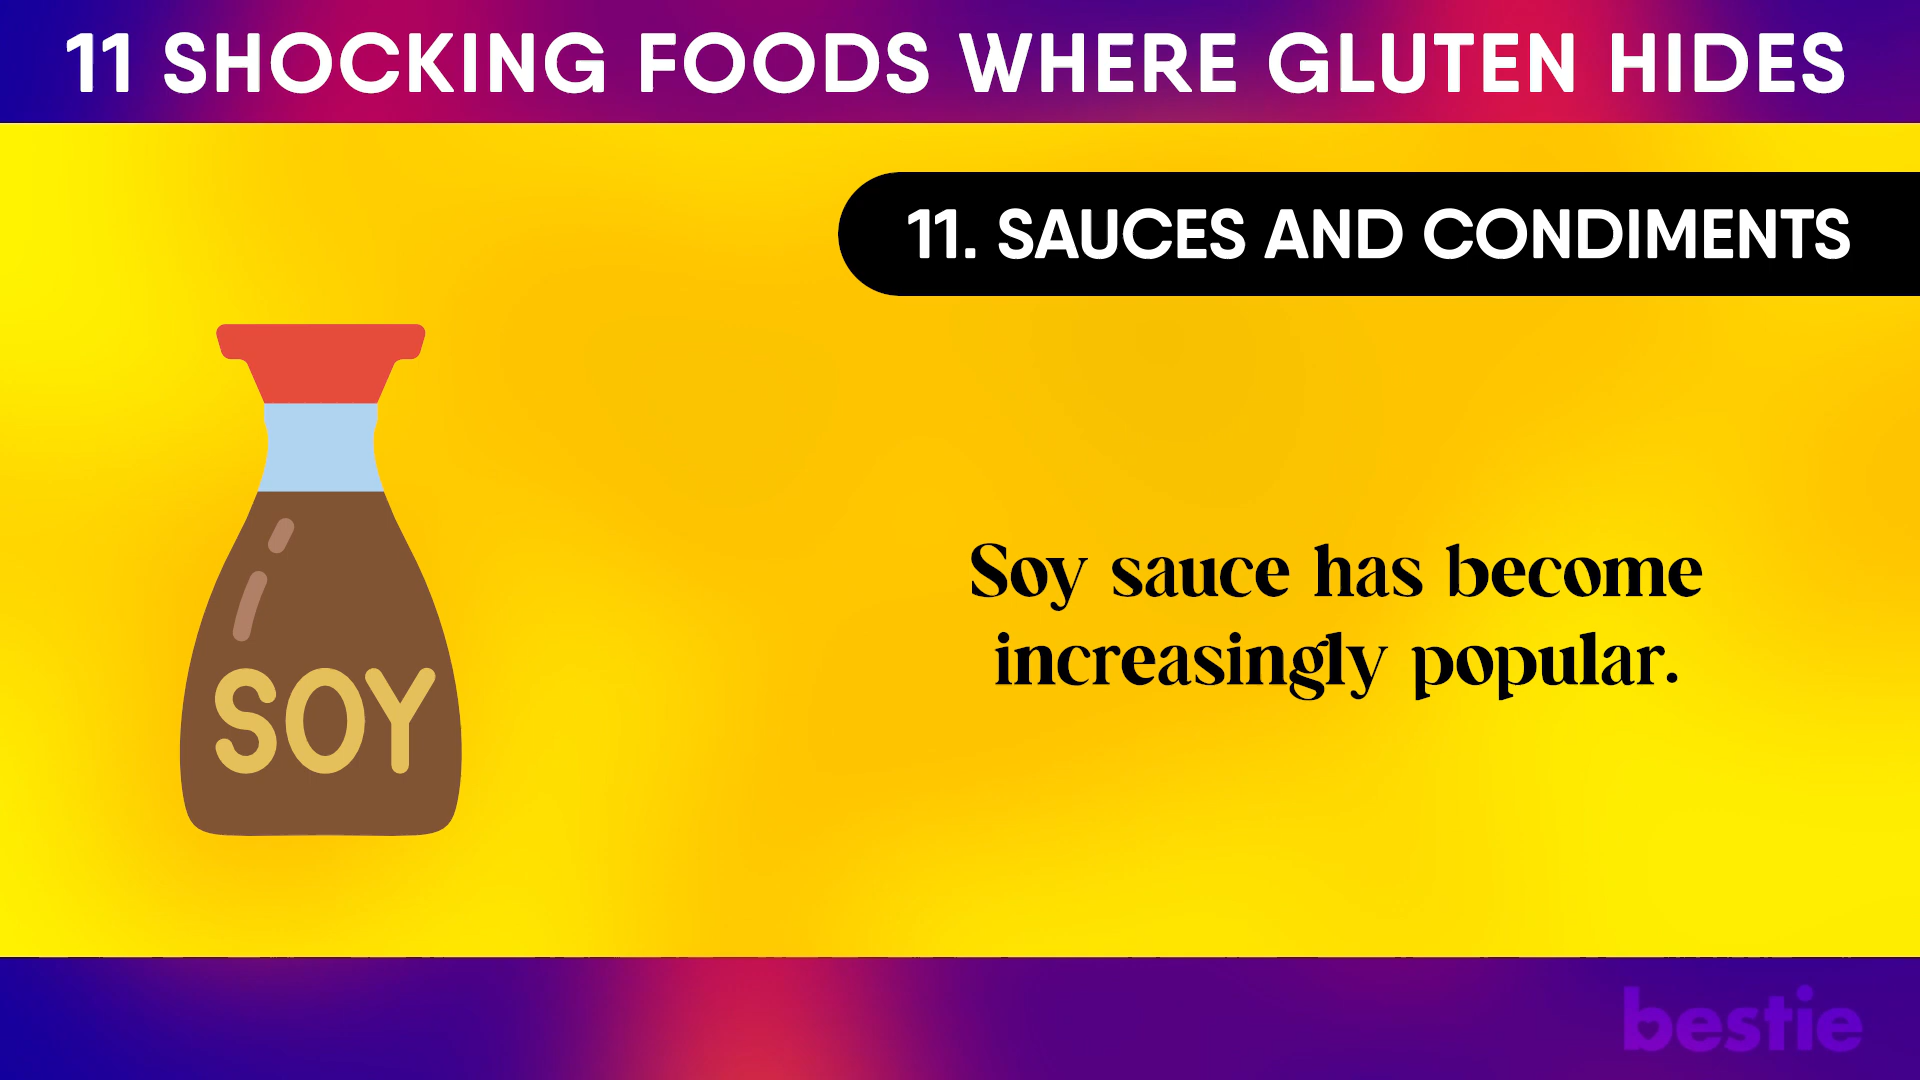 11 SHOCKING FOODS WHERE GLUTEN HIDES
11. SAUCES AND CONDIMENTS
SOY
Soy sauce has become
increasingly popular.
bestie